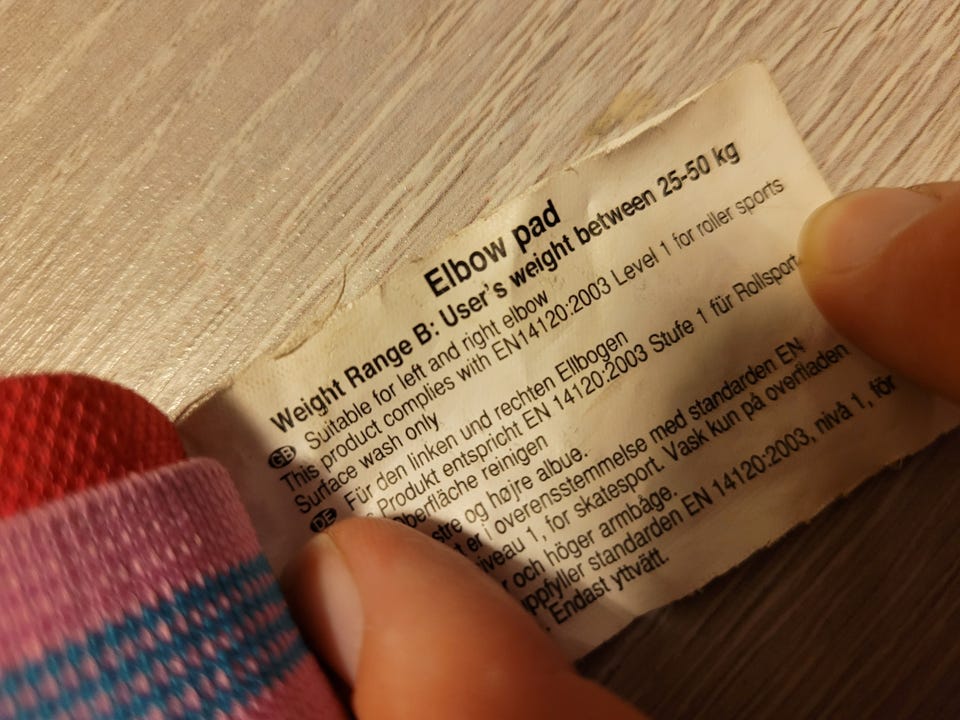 Elbow pad
Weight Range B: User's weight between 25-50 kg
GB Suitable for left and right elbow
This product complies with EN14120:2003 Level 1 for roller sports
Surface wash only
DE Für den linken und rechten Ellbogen
Produkt entspricht EN 14120:2003 Stufe 1 für Rollsport
Oberfläche reinigen
og højre albue.
er i overensstemmelse med standarden EN
niveau 1, for skatesport. Vask kun på overfladen
och höger armbåge.
uppfyller standarden EN 14120:2003, nivå 1, för
Endast yttvätt.